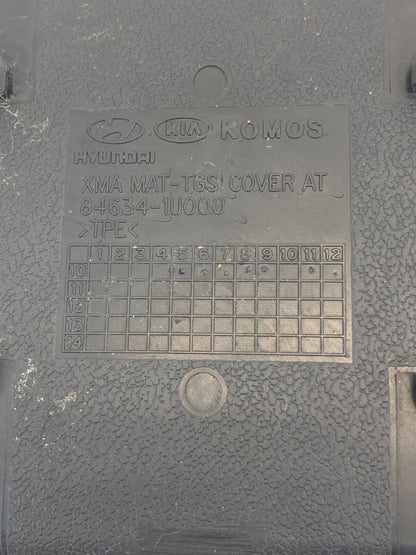 KIA KOMOS
HYUNDAI
XMA MAT-TGS COVER AT
84634-1U000
>TPE<
1 2 3 4 5 6 7 8 9 10 11 12
10
11
12
13
14